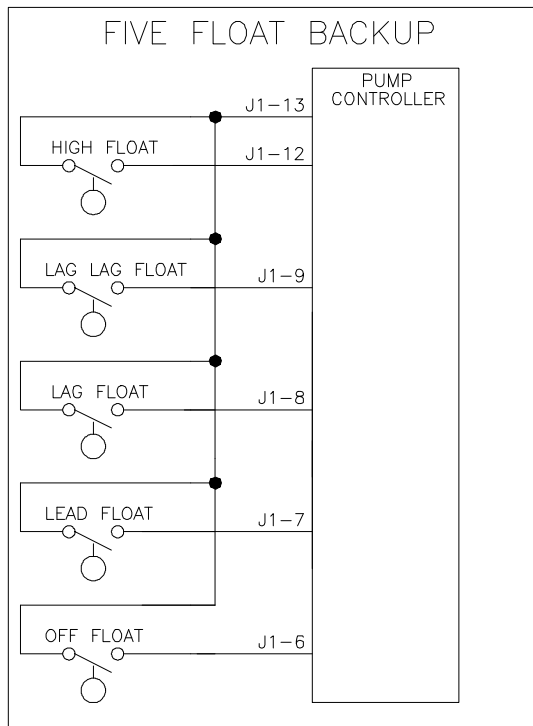 FIVE FLOAT BACKUP
PUMP
CONTROLLER
J1-13
HIGH FLOAT
J1-12
LAG LAG FLOAT
J1-9
LAG FLOAT
J1-8
LEAD FLOAT
J1-7
OFF FLOAT
J1-6